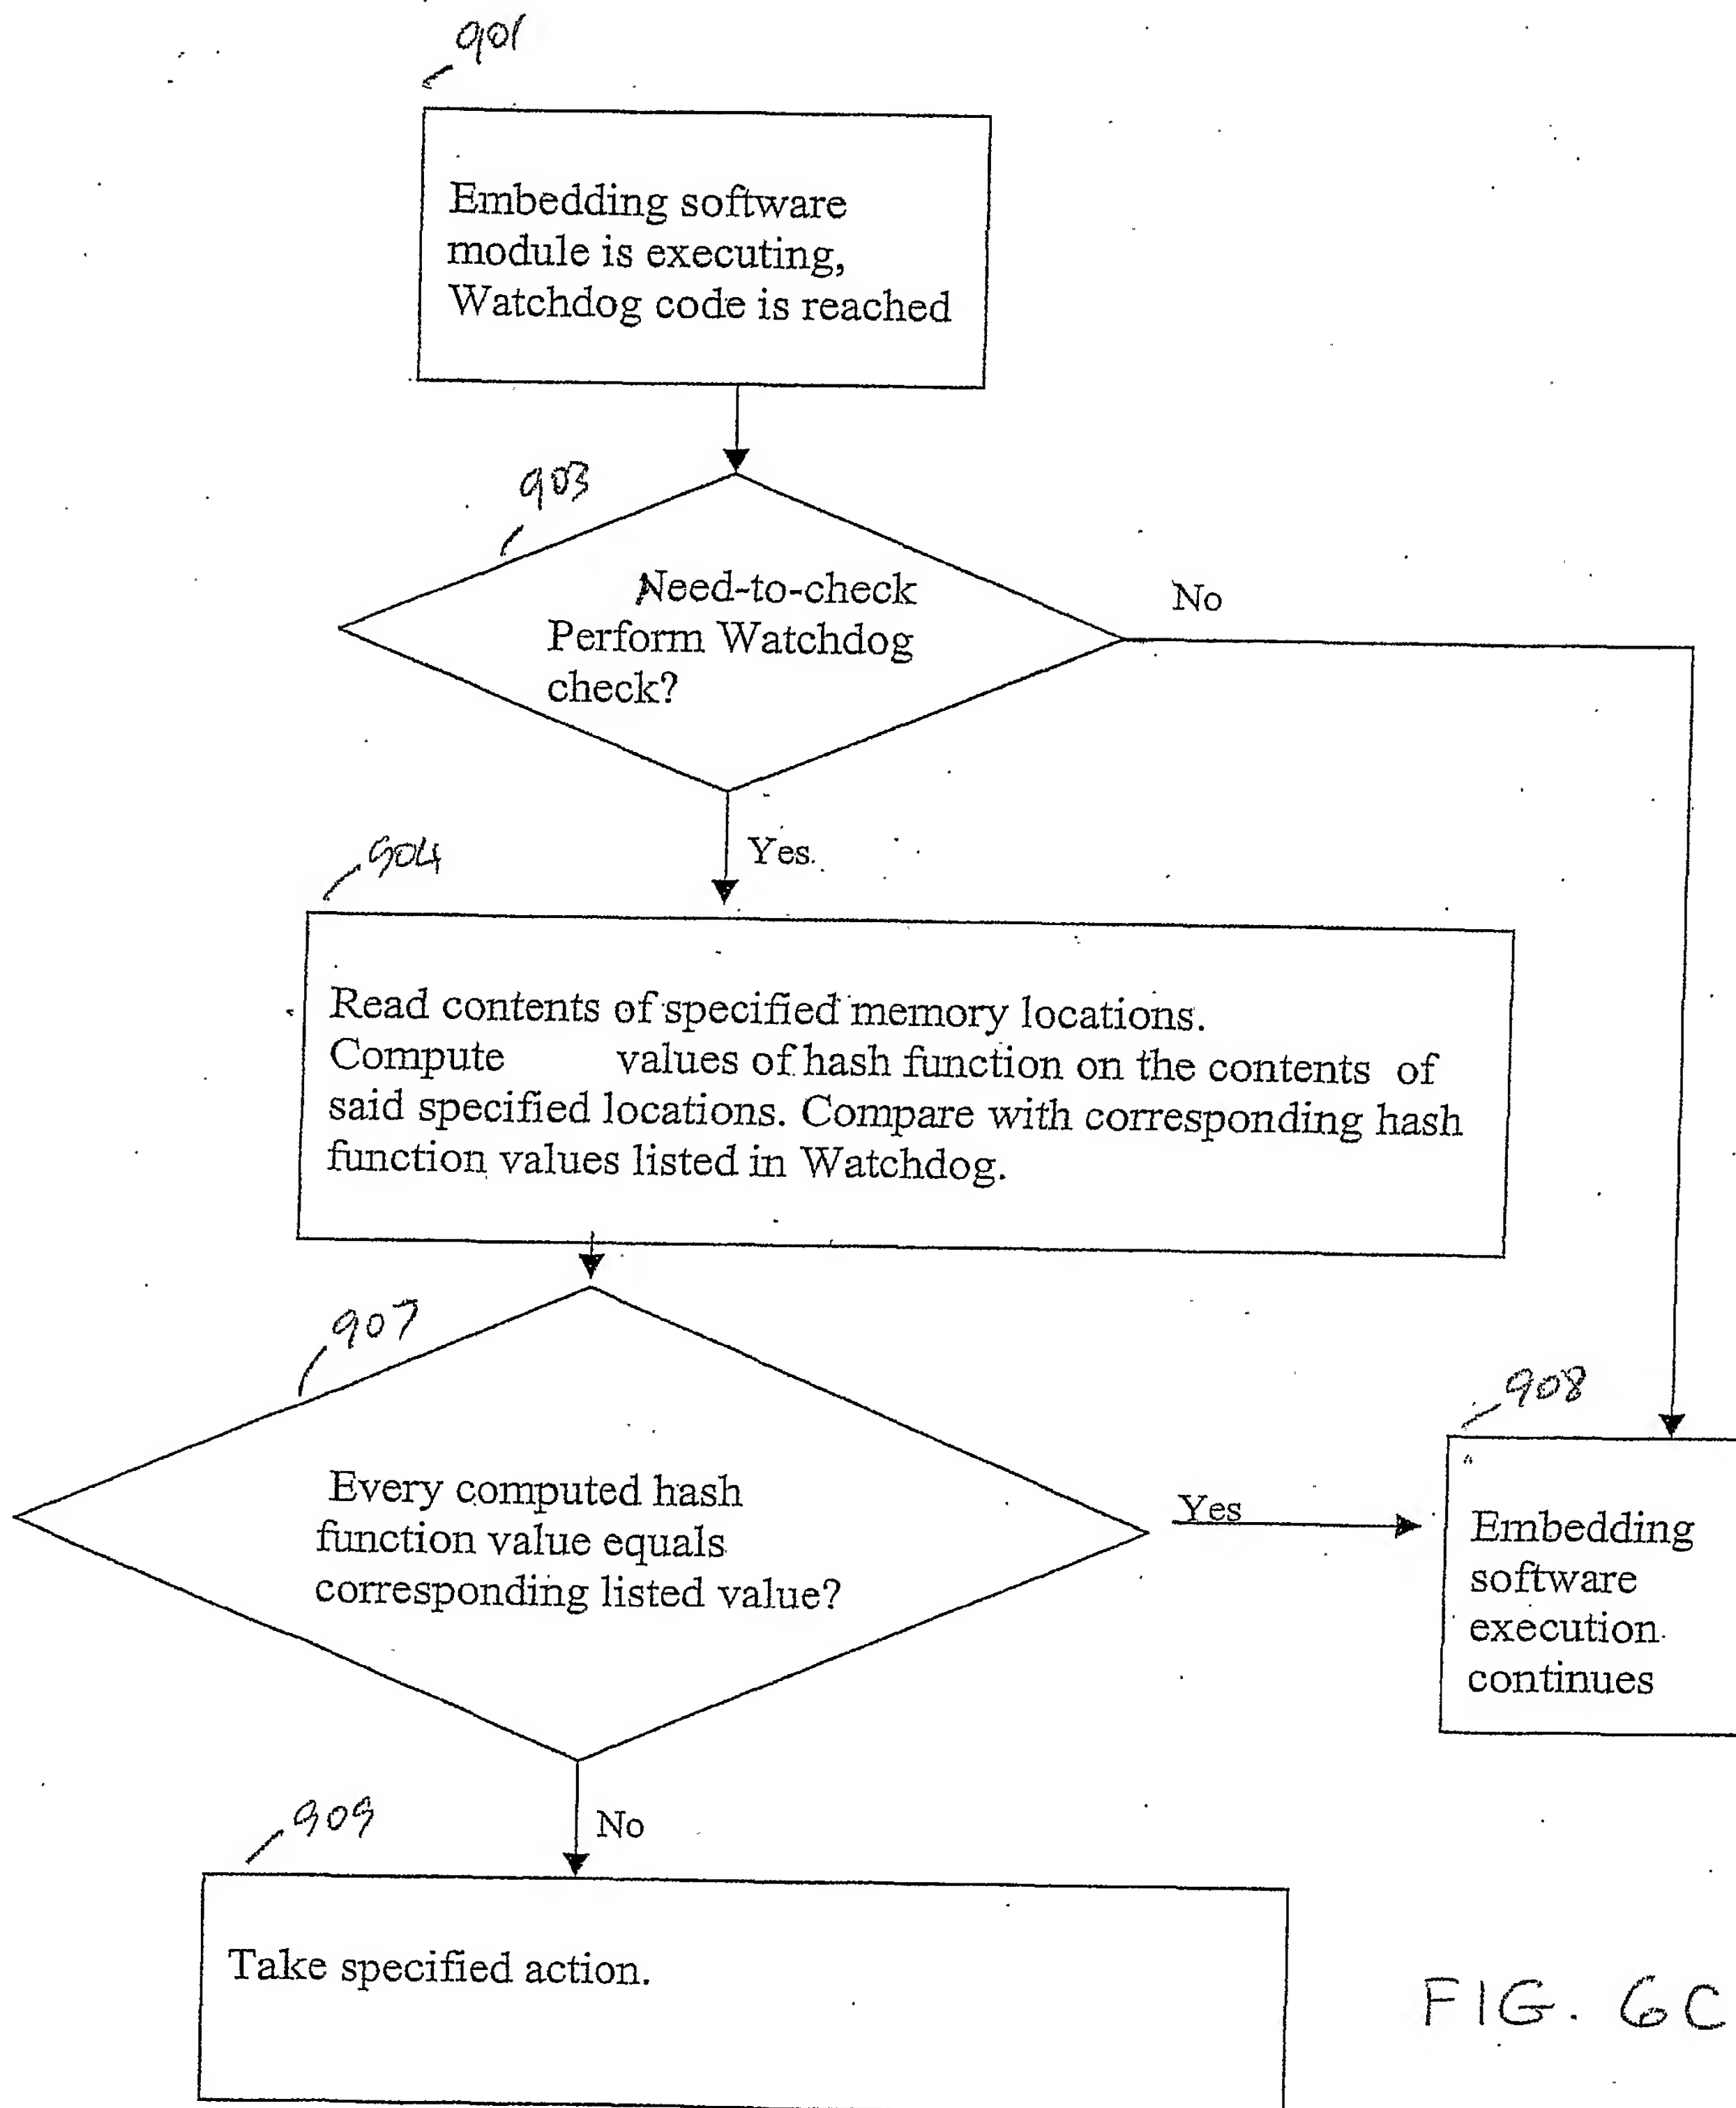 901
Embedding software
module is executing,
Watchdog code is reached
903
Need-to-check
Perform Watchdog
check?
No
Yes.
904
Read contents of specified memory locations.
Compute values of hash function on the contents of
said specified locations. Compare with corresponding hash
function values listed in Watchdog.
907
Every computed hash
function value equals
corresponding listed value?
Yes
908
Embedding
software
execution
continues
No
909
Take specified action.
FIG. 6C